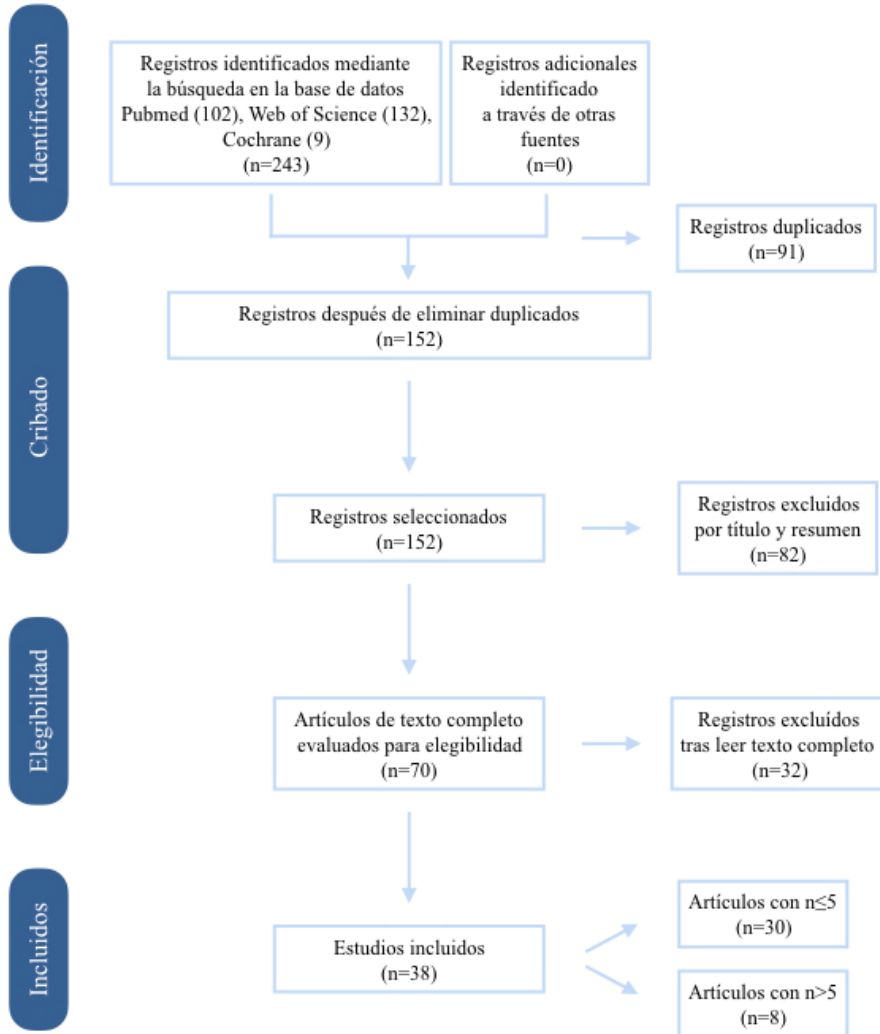 Identificación
Registros identificados mediante
la búsqueda en la base de datos
Pubmed (102), Web of Science (132),
Cochrane (9)
(n=243)
Registros adicionales
identificado
a través de otras
fuentes
(n=0)
Registros duplicados
(n=91)
Cribado
Registros después de eliminar duplicados
(n=152)
Registros seleccionados
(n=152)
Registros excluidos
por título y resumen
(n=82)
Elegibilidad
Artículos de texto completo
evaluados para elegibilidad
(n=70)
Registros excluídos
tras leer texto completo
(n=32)
Incluidos
Estudios incluidos
(n=38)
Artículos con n≤5
(n=30)
Artículos con n>5
(n=8)